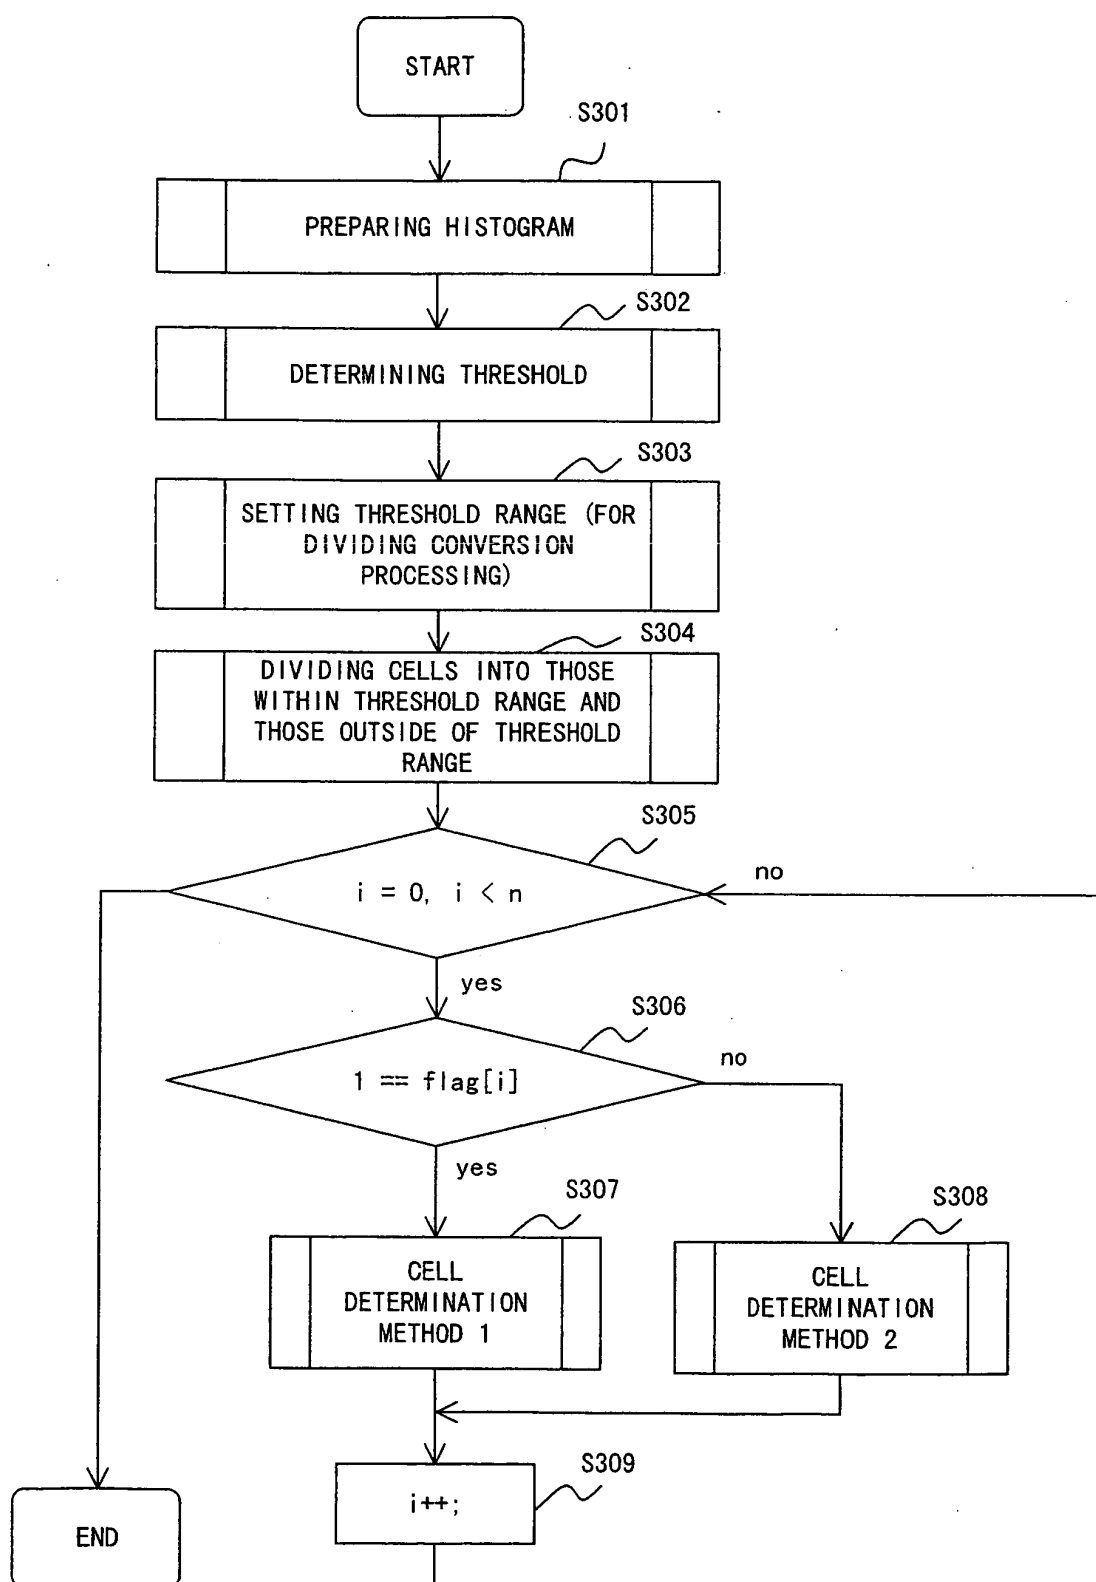 START
S301
PREPARING HISTOGRAM
S302
DETERMINING THRESHOLD
S303
SETTING THRESHOLD RANGE (FOR
DIVIDING CONVERSION
PROCESSING)
S304
DIVIDING CELLS INTO THOSE
WITHIN THRESHOLD RANGE AND
THOSE OUTSIDE OF THRESHOLD
RANGE
S305
i = 0, i < n
no
yes
S306
1 == flag[i]
no
yes
S307
CELL
DETERMINATION
METHOD 1
S308
CELL
DETERMINATION
METHOD 2
S309
i++;
END